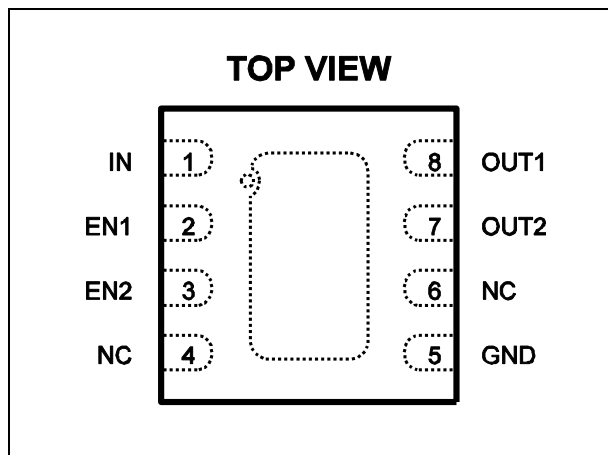 TOP VIEW
IN 1 8 OUT1
EN1 2 7 OUT2
EN2 3 6 NC
NC 4 5 GND